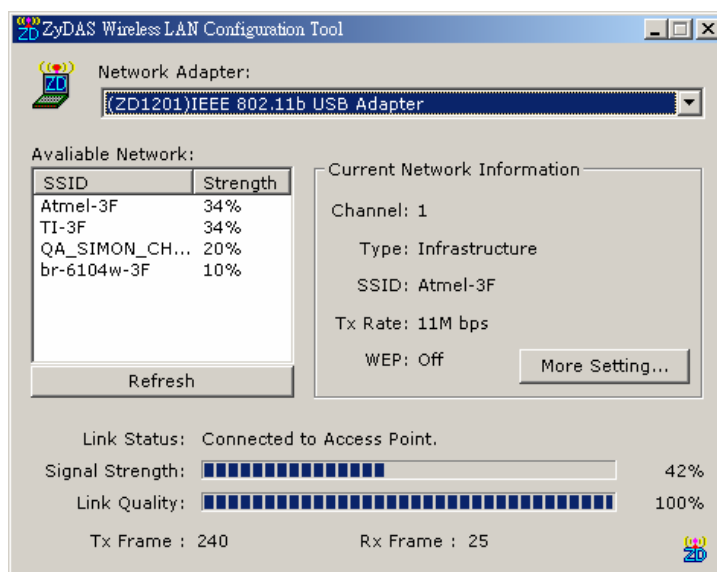 ZyDAS Wireless LAN Configuration Tool
Network Adapter:
ZD
(ZD1201)IEEE 802.11b USB Adapter
Avaliable Network:
SSID Strength
Atmel-3F 34%
TI-3F 34%
QA_SIMON_CH... 20%
br-6104w-3F 10%
Refresh
Current Network Information
Channel: 1
Type: Infrastructure
SSID: Atmel-3F
Tx Rate: 11M bps
WEP: Off
More Setting...
Link Status: Connected to Access Point.
Signal Strength: 42%
Link Quality: 100%
Tx Frame : 240 Rx Frame : 25
ZD